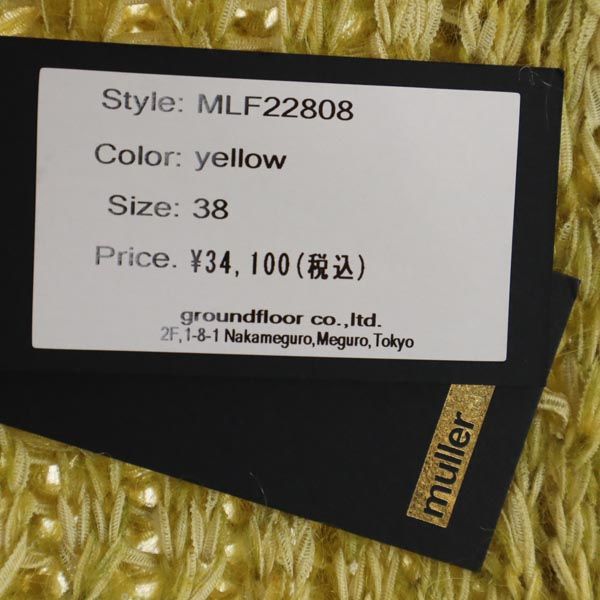 Style: MLF22808
Color: yellow
Size: 38
Price. ¥34,100(税込)
groundfloor co.,ltd.
2F,1-8-1 Nakameguro,Meguro,Tokyo
muller